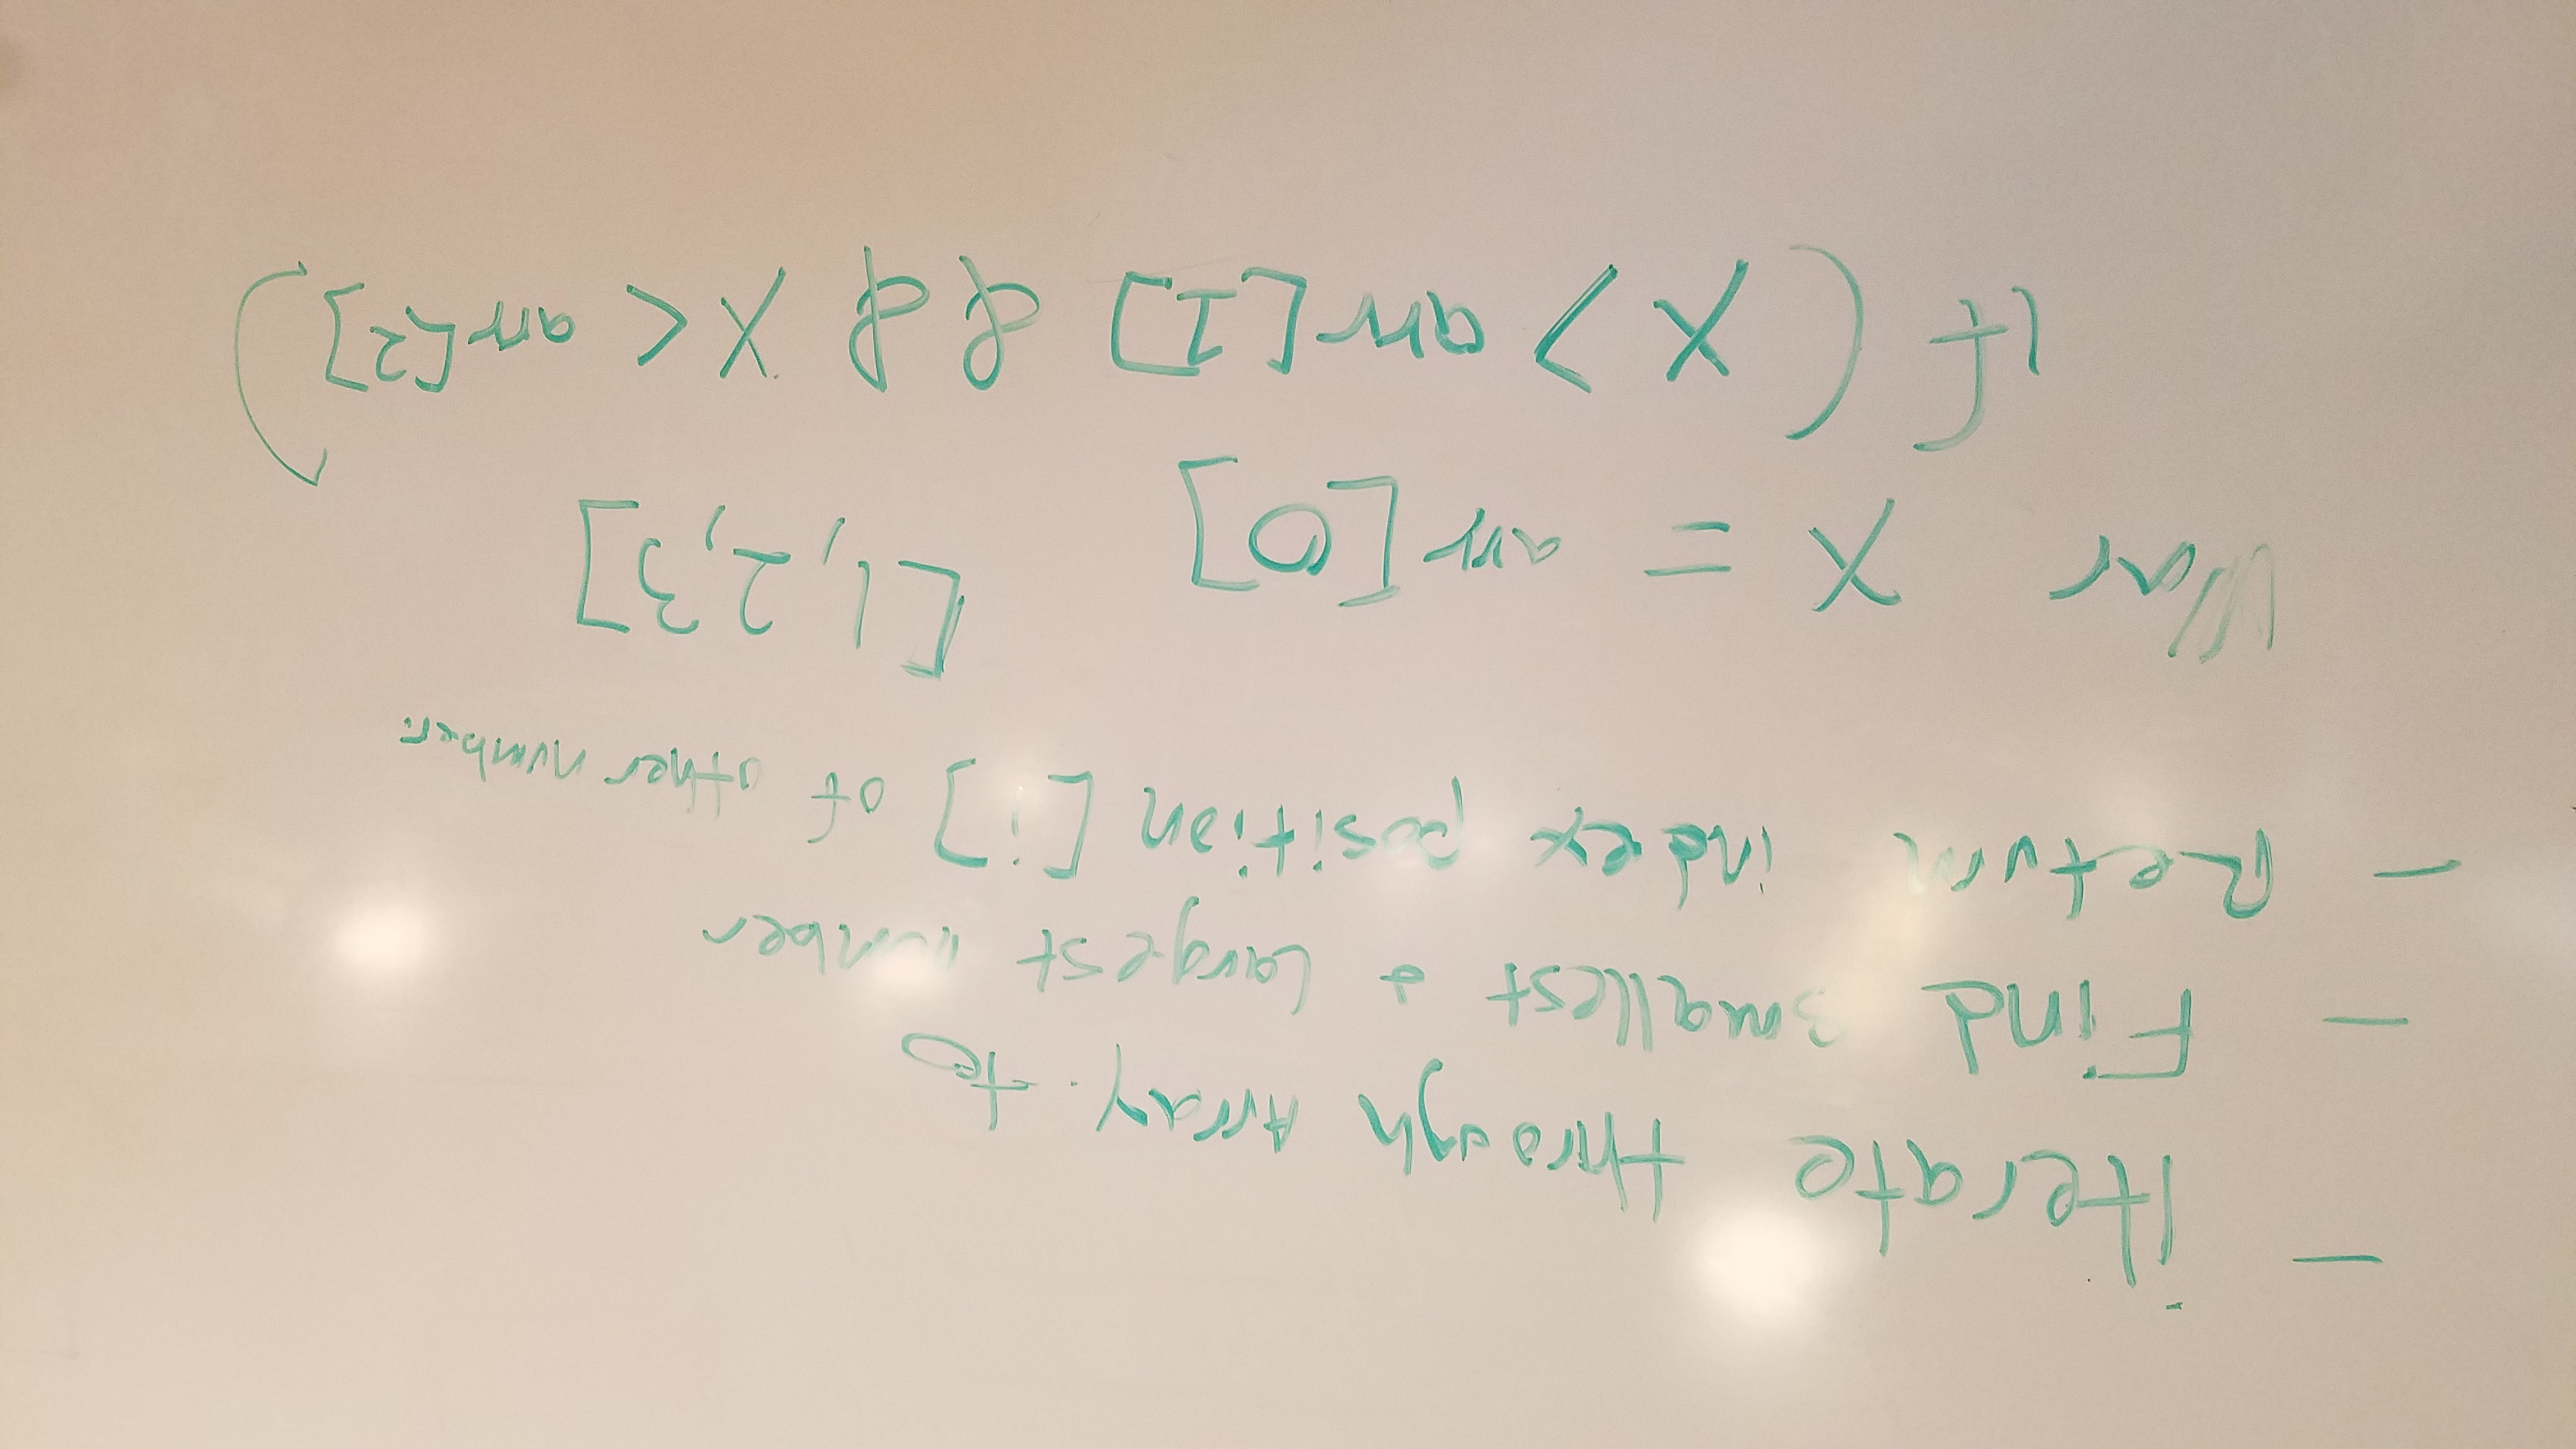 - iterate through Array. to
- Find smallest & largest number
- Return index position [i] of other number.
Var X = arr[0] [1,2,3]
if (X > arr[1] && X < arr[2])